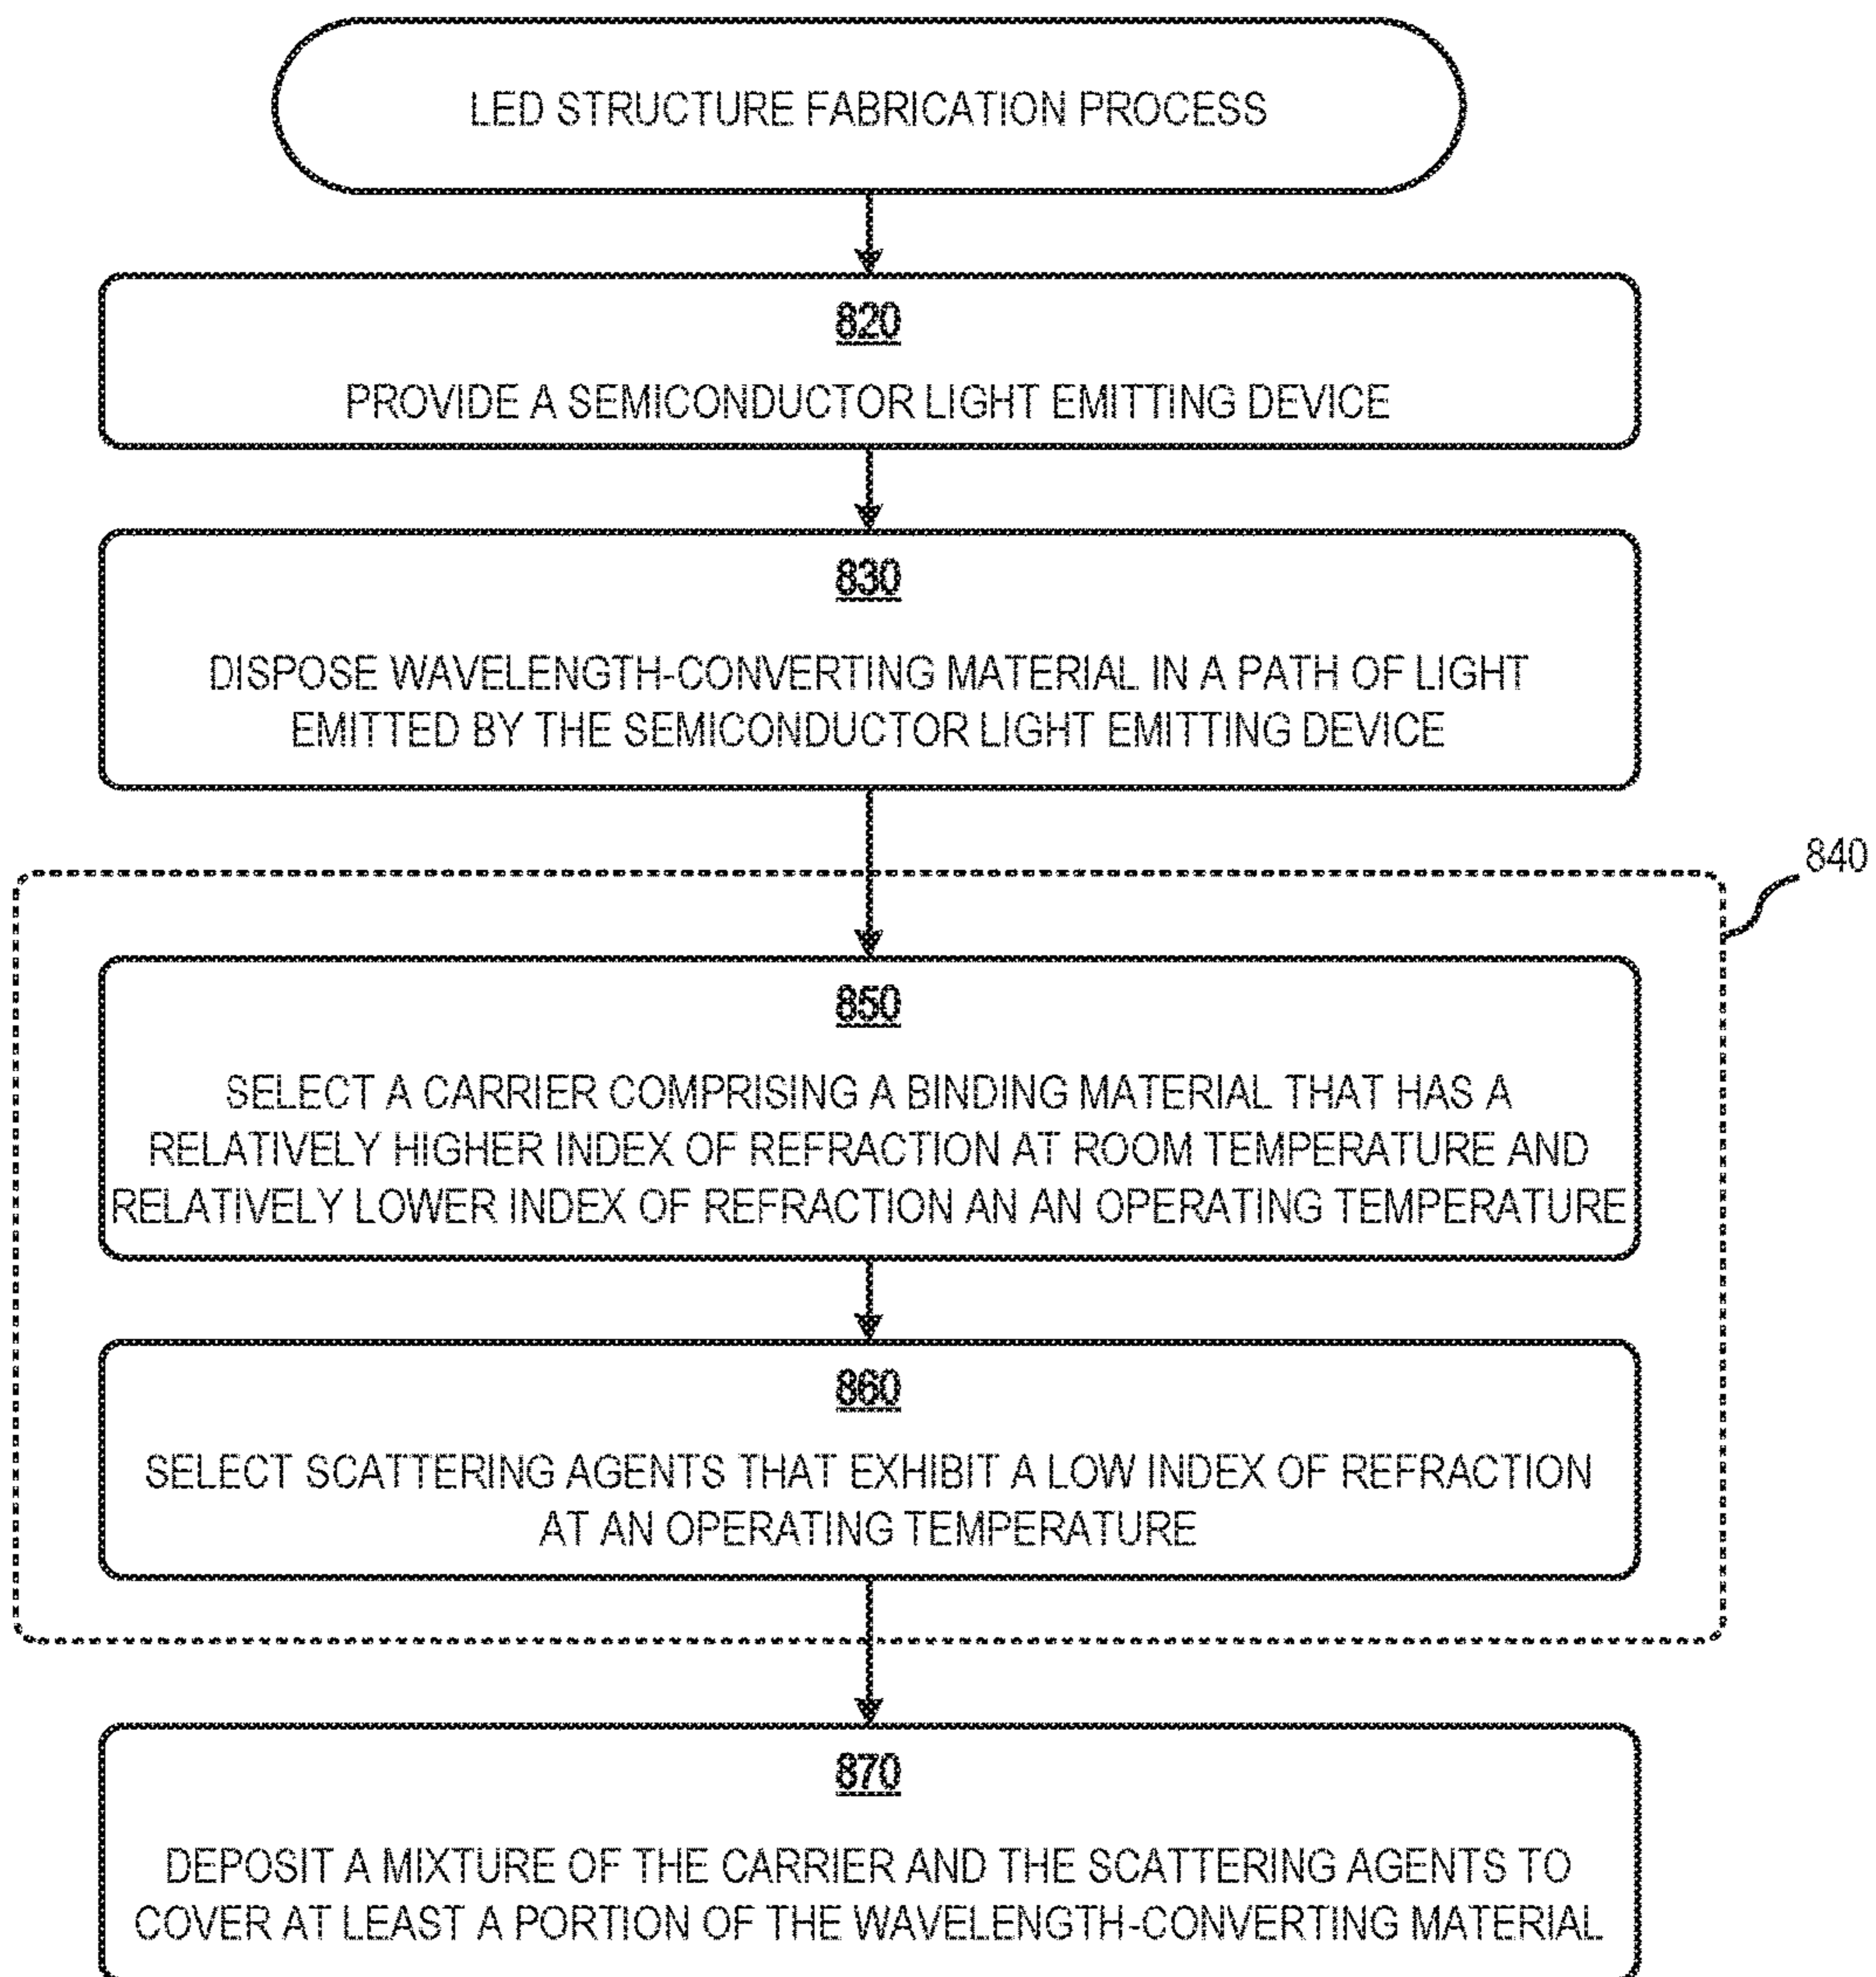 LED STRUCTURE FABRICATION PROCESS
820
PROVIDE A SEMICONDUCTOR LIGHT EMITTING DEVICE
830
DISPOSE WAVELENGTH-CONVERTING MATERIAL IN A PATH OF LIGHT
EMITTED BY THE SEMICONDUCTOR LIGHT EMITTING DEVICE
840
850
SELECT A CARRIER COMPRISING A BINDING MATERIAL THAT HAS A
RELATIVELY HIGHER INDEX OF REFRACTION AT ROOM TEMPERATURE AND
RELATIVELY LOWER INDEX OF REFRACTION AN AN OPERATING TEMPERATURE
860
SELECT SCATTERING AGENTS THAT EXHIBIT A LOW INDEX OF REFRACTION
AT AN OPERATING TEMPERATURE
870
DEPOSIT A MIXTURE OF THE CARRIER AND THE SCATTERING AGENTS TO
COVER AT LEAST A PORTION OF THE WAVELENGTH-CONVERTING MATERIAL